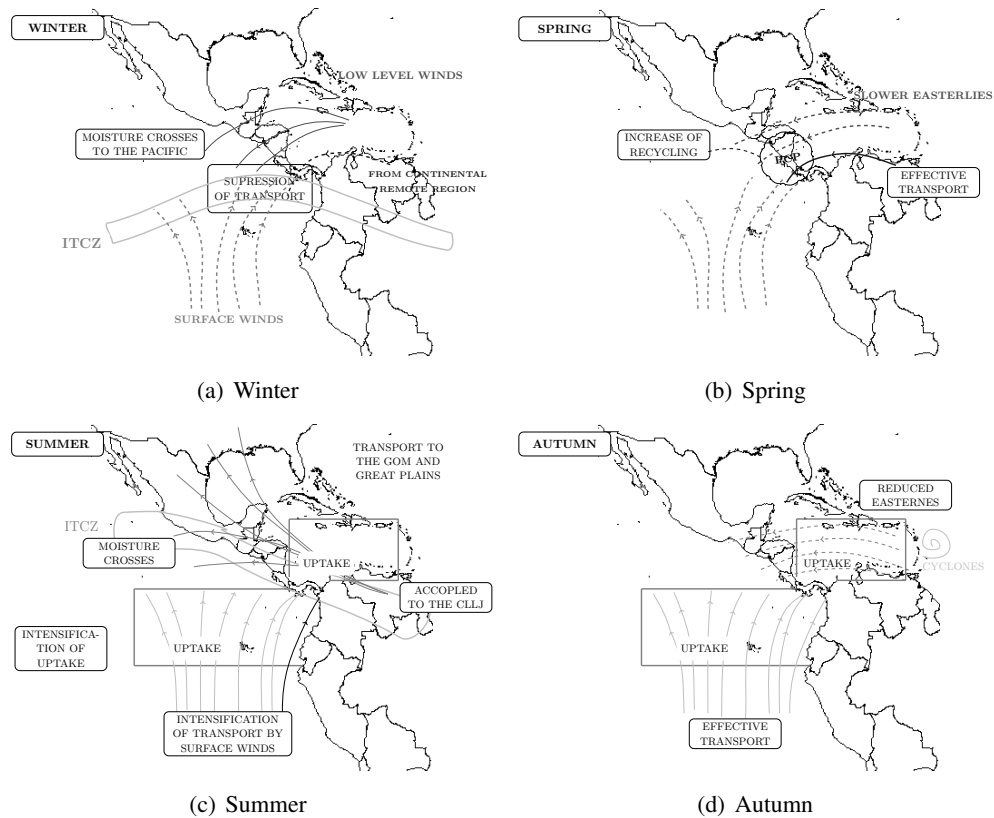 WINTER
LOW LEVEL WINDS
MOISTURE CROSSES
TO THE PACIFIC
FROM CONTINENTAL
REMOTE REGION
SUPRESSION
OF TRANSPORT
ITCZ
SURFACE WINDS
(a) Winter
SPRING
SLOWER EASTERLIES
INCREASE OF
RECYCLING
PCP
EFFECTIVE
TRANSPORT
(b) Spring
SUMMER
TRANSPORT TO
THE GOM AND
GREAT PLAINS
ITCZ
MOISTURE
CROSSES
UPTAKE
ACCOPLED
TO THE CLLJ
INTENSIFICA-
TION OF
UPTAKE
UPTAKE
INTENSIFICATION
OF TRANSPORT BY
SURFACE WINDS
(c) Summer
AUTUMN
REDUCED
EASTERNES
UPTAKE
CYCLONES
UPTAKE
EFFECTIVE
TRANSPORT
(d) Autumn